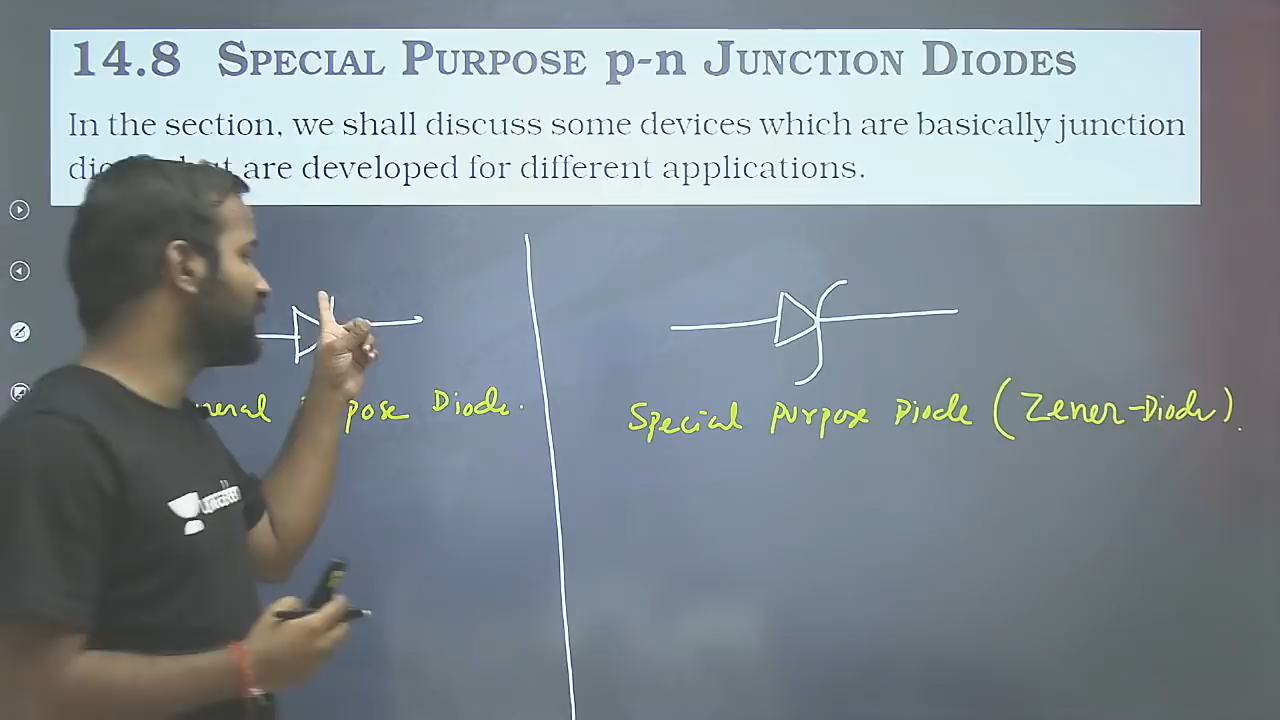 14.8 SPECIAL PURPOSE p-n JUNCTION DIODES
In the section, we shall discuss some devices which are basically junction
are developed for different applications.
Diode.
Special Purpose Diode (Zener-Diode).